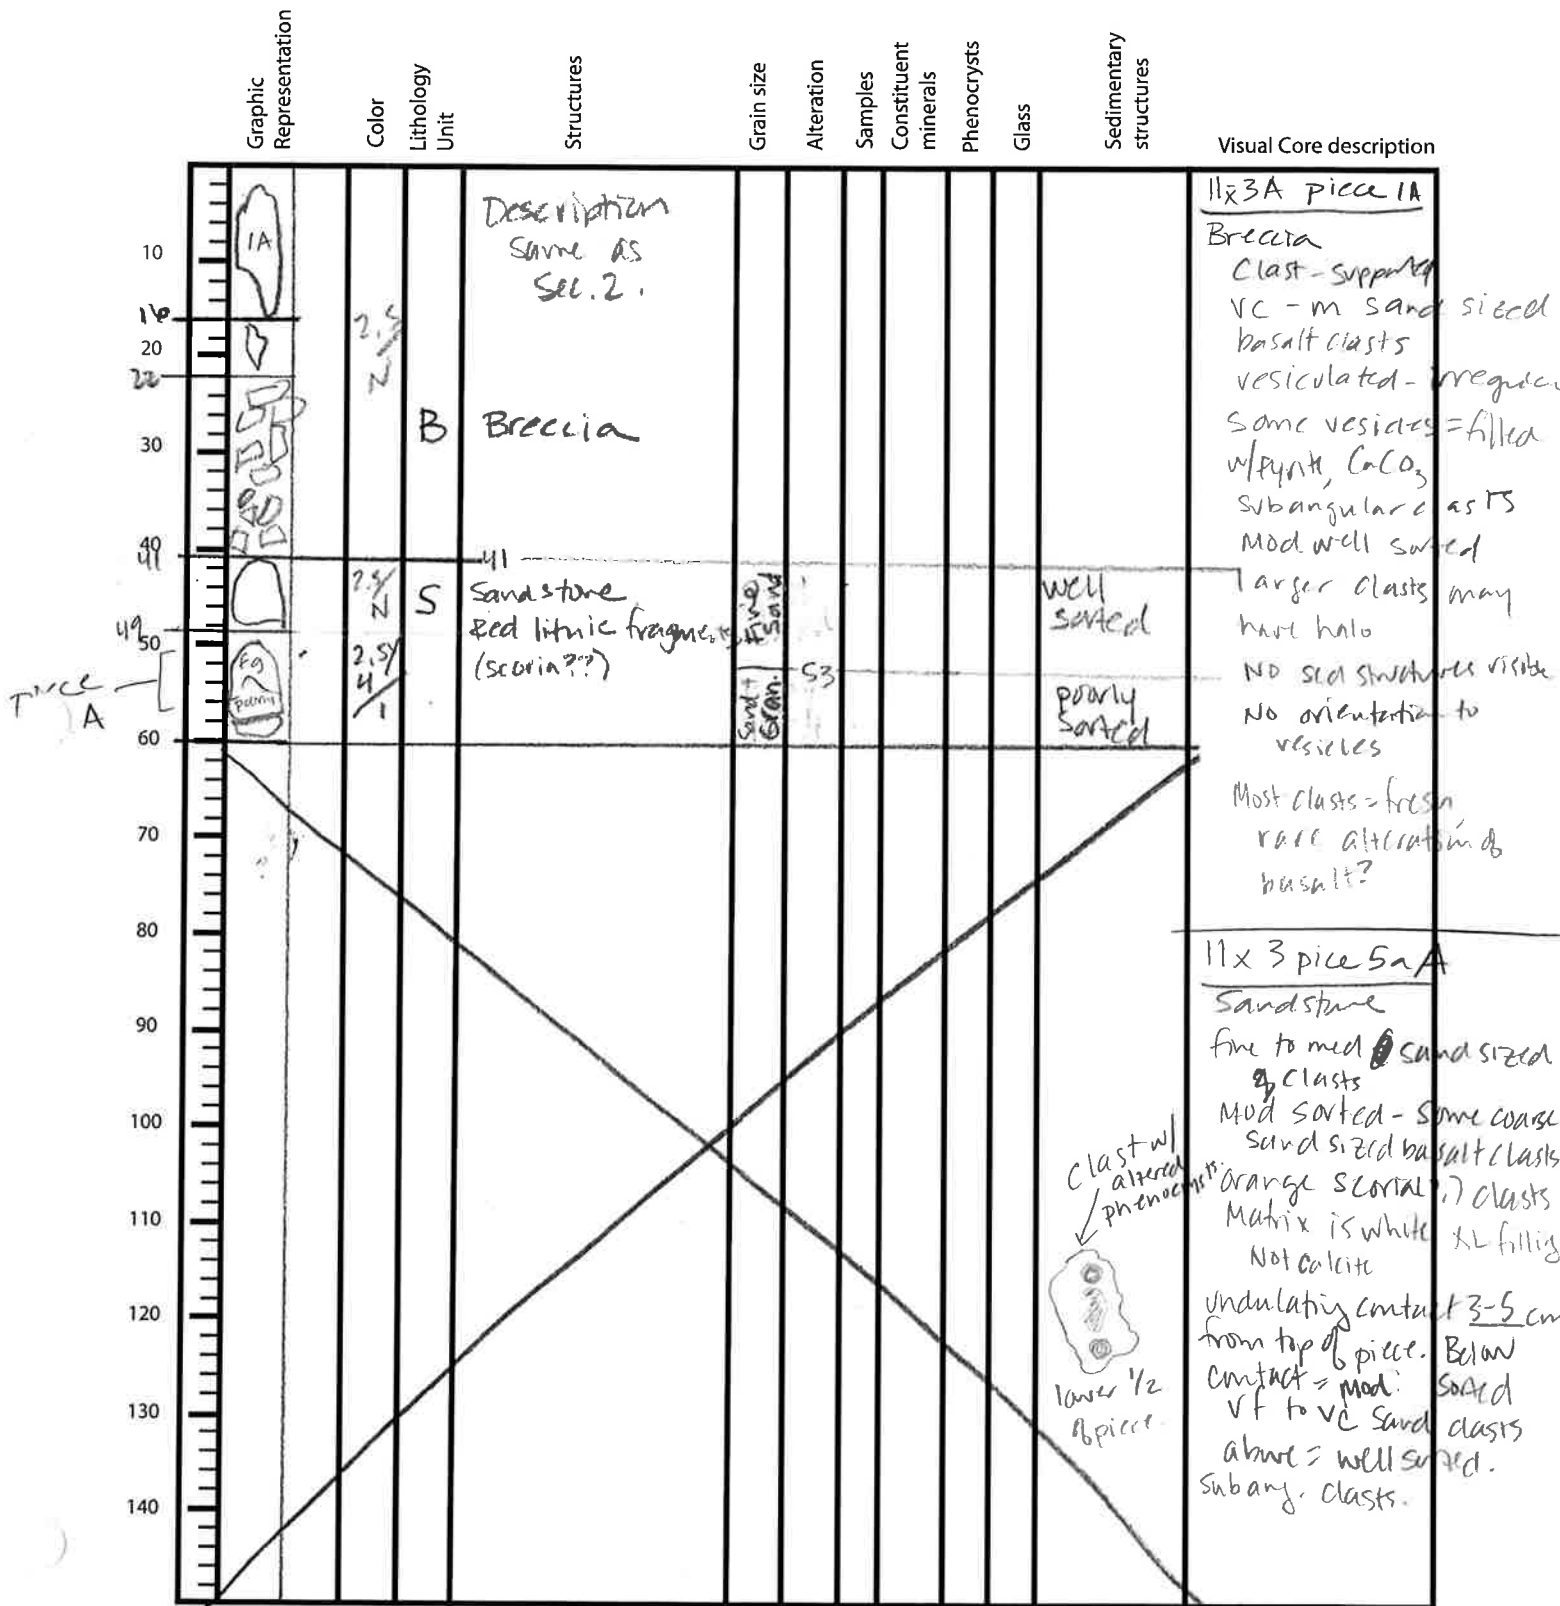 Graphic
Representation
Color
Lithology
Unit
Structures
Grain size
Alteration
Samples
Constituent
minerals
Phenocrysts
Glass
Sedimentary
structures
Visual Core description
10
16
20
22
30
40
41
49
50
60
70
80
90
100
110
120
130
140
1A
Fg
A
2.5/
N
B
Description
same as
Sec. 2.
Breccia
41
2.5/
N
S
Sandstone
Red lithic fragments
(scoria??)
2.5/
4/
1
Fine
Sand
53
Sand +
Gran.
well
sorted
poorly
sorted
11x3A piece 1A
Breccia
Clast-supported
vc - m sand sized
basalt clasts
vesiculated - irregular
Some vesicles = filled
w/ pyrite, CaCO3
Subangular clasts
Mod well sorted
larger clasts may
have halo
No sed structures visible
No orientation to
vesicles
Most clasts = fresh,
rare alteration of
basalt?
11x 3 pice 5a A
Sandstone
fine to med sand sized
clasts
Mod sorted - some coarse
sand sized basalt clasts
orange scoria(?) clasts
Matrix is white XL filling
Not calcite
undulating contact 3-5 cm
from top of piece. Below
contact = Mod. sorted
vf to vc sand clasts
above = well sorted.
Subang. clasts.
Clast w/
altered
phenocrysts.
lower 1/2
of piece.